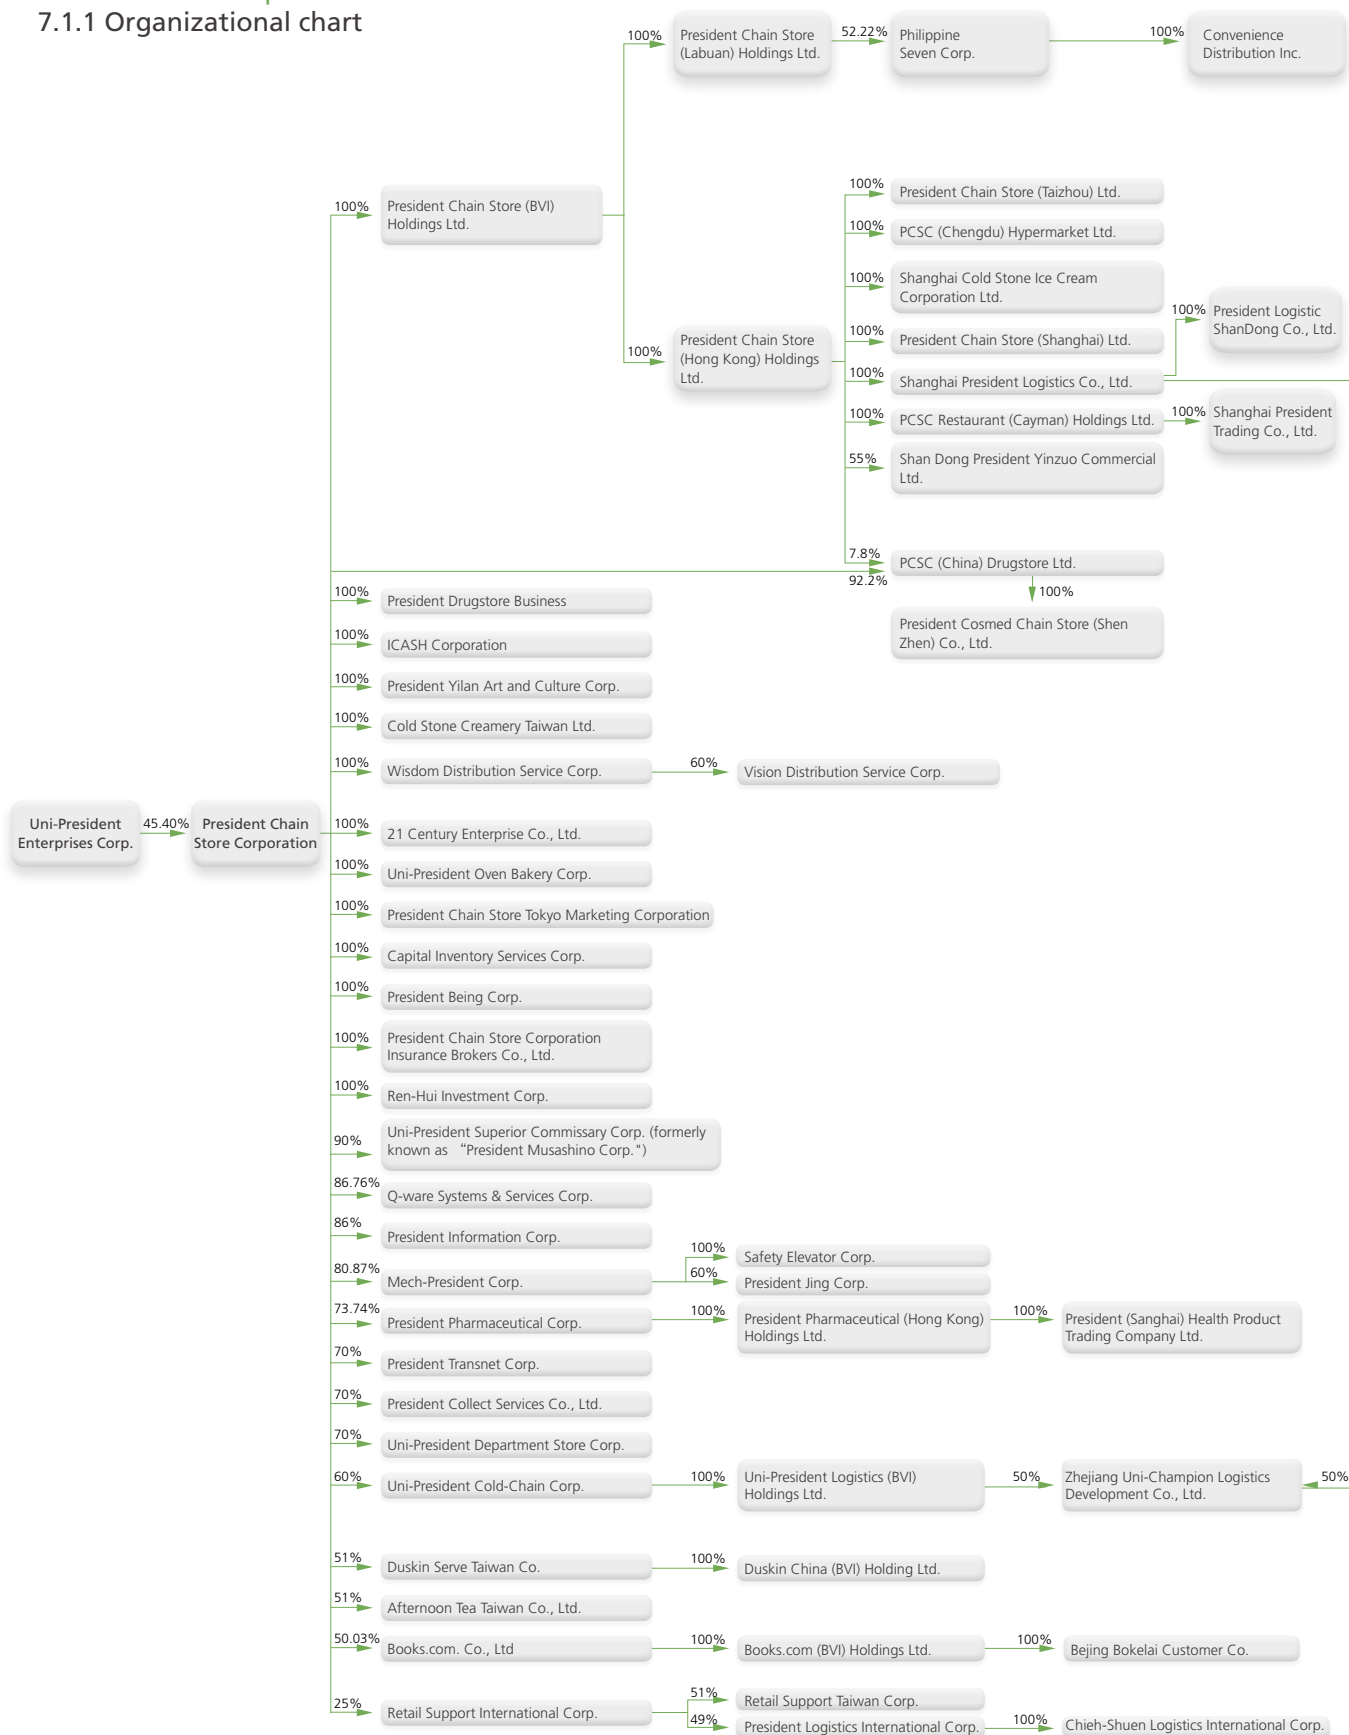 7.1.1 Organizational chart
100%
President Chain Store
(Labuan) Holdings Ltd.
52.22%
Philippine
Seven Corp.
100%
Convenience
Distribution Inc.
100%
President Chain Store (BVI)
Holdings Ltd.
100%
President Chain Store (Taizhou) Ltd.
100%
PCSC (Chengdu) Hypermarket Ltd.
100%
Shanghai Cold Stone Ice Cream
Corporation Ltd.
100%
President Logistic
ShanDong Co., Ltd.
100%
President Chain Store
(Hong Kong) Holdings
Ltd.
100%
President Chain Store (Shanghai) Ltd.
100%
Shanghai President Logistics Co., Ltd.
100%
PCSC Restaurant (Cayman) Holdings Ltd.
100%
Shanghai President
Trading Co., Ltd.
55%
Shan Dong President Yinzuo Commercial
Ltd.
7.8%
92.2%
PCSC (China) Drugstore Ltd.
100%
President Cosmed Chain Store (Shen
Zhen) Co., Ltd.
100%
President Drugstore Business
100%
ICASH Corporation
100%
President Yilan Art and Culture Corp.
100%
Cold Stone Creamery Taiwan Ltd.
100%
Wisdom Distribution Service Corp.
60%
Vision Distribution Service Corp.
Uni-President
Enterprises Corp.
45.40%
President Chain
Store Corporation
100%
21 Century Enterprise Co., Ltd.
100%
Uni-President Oven Bakery Corp.
100%
President Chain Store Tokyo Marketing Corporation
100%
Capital Inventory Services Corp.
100%
President Being Corp.
100%
President Chain Store Corporation
Insurance Brokers Co., Ltd.
100%
Ren-Hui Investment Corp.
90%
Uni-President Superior Commissary Corp. (formerly
known as “President Musashino Corp.")
86.76%
Q-ware Systems & Services Corp.
86%
President Information Corp.
80.87%
Mech-President Corp.
100%
Safety Elevator Corp.
60%
President Jing Corp.
73.74%
President Pharmaceutical Corp.
100%
President Pharmaceutical (Hong Kong)
Holdings Ltd.
100%
President (Sanghai) Health Product
Trading Company Ltd.
70%
President Transnet Corp.
70%
President Collect Services Co., Ltd.
70%
Uni-President Department Store Corp.
60%
Uni-President Cold-Chain Corp.
100%
Uni-President Logistics (BVI)
Holdings Ltd.
50%
Zhejiang Uni-Champion Logistics
Development Co., Ltd.
50%
51%
Duskin Serve Taiwan Co.
100%
Duskin China (BVI) Holding Ltd.
51%
Afternoon Tea Taiwan Co., Ltd.
50.03%
Books.com. Co., Ltd
100%
Books.com (BVI) Holdings Ltd.
100%
Bejing Bokelai Customer Co.
25%
Retail Support International Corp.
51%
Retail Support Taiwan Corp.
49%
President Logistics International Corp.
100%
Chieh-Shuen Logistics International Corp.